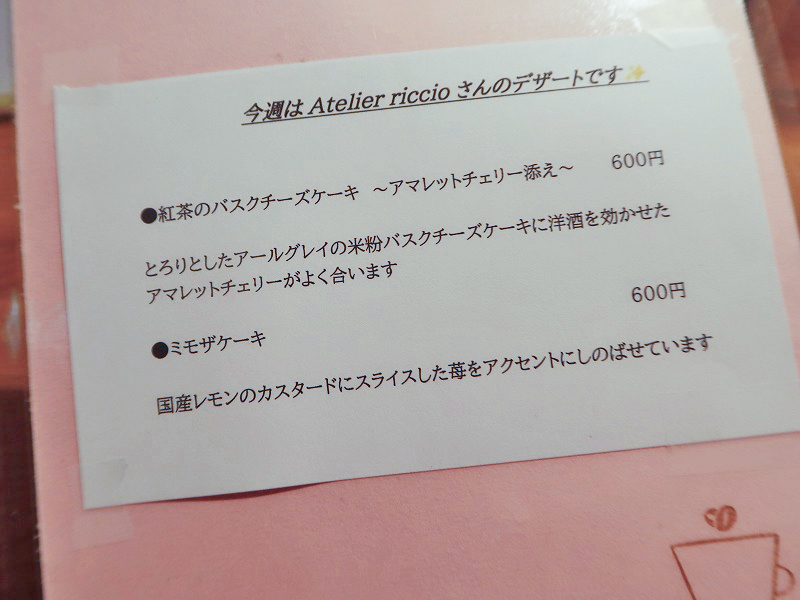 今週は Atelier riccio さんのデザートです✨
●紅茶のバスクチーズケーキ ～アマレットチェリー添え～ 600円
とろりとしたアールグレイの米粉バスクチーズケーキに洋酒を効かせた
アマレットチェリーがよく合います
●ミモザケーキ 600円
国産レモンのカスタードにスライスした苺をアクセントにしのばせています